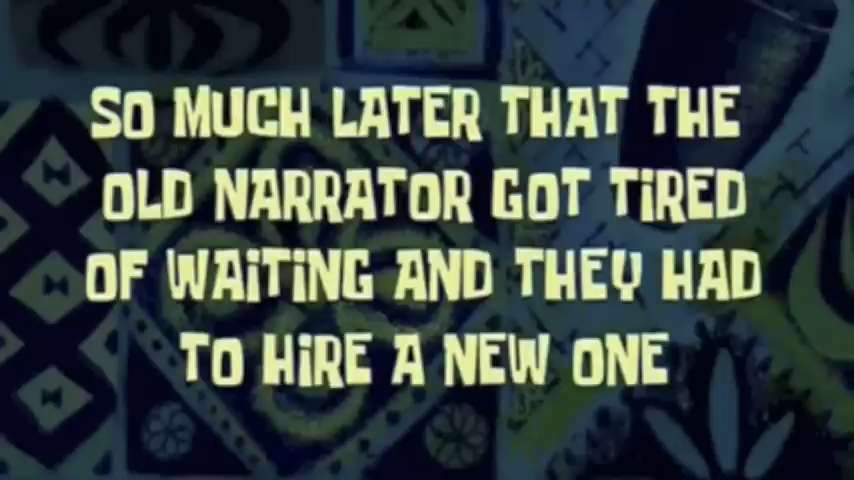 SO MUCH LATER THAT THE
OLD NARRATOR GOT TIRED
OF WAITING AND THEY HAD
TO HIRE A NEW ONE